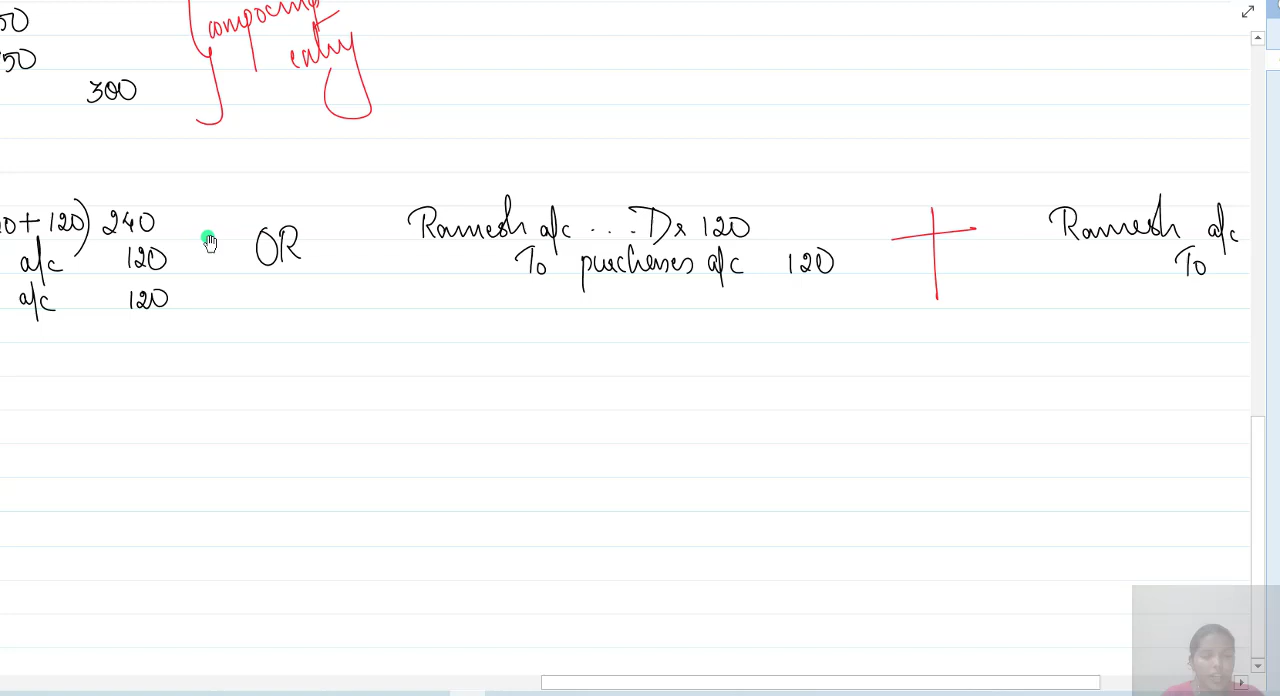 50
compound
50
entry
300
0+120) 240
a/c 120
a/c 120
OR
Ramesh a/c ....Dr 120
To purchases a/c 120
+
Ramesh a/c
To